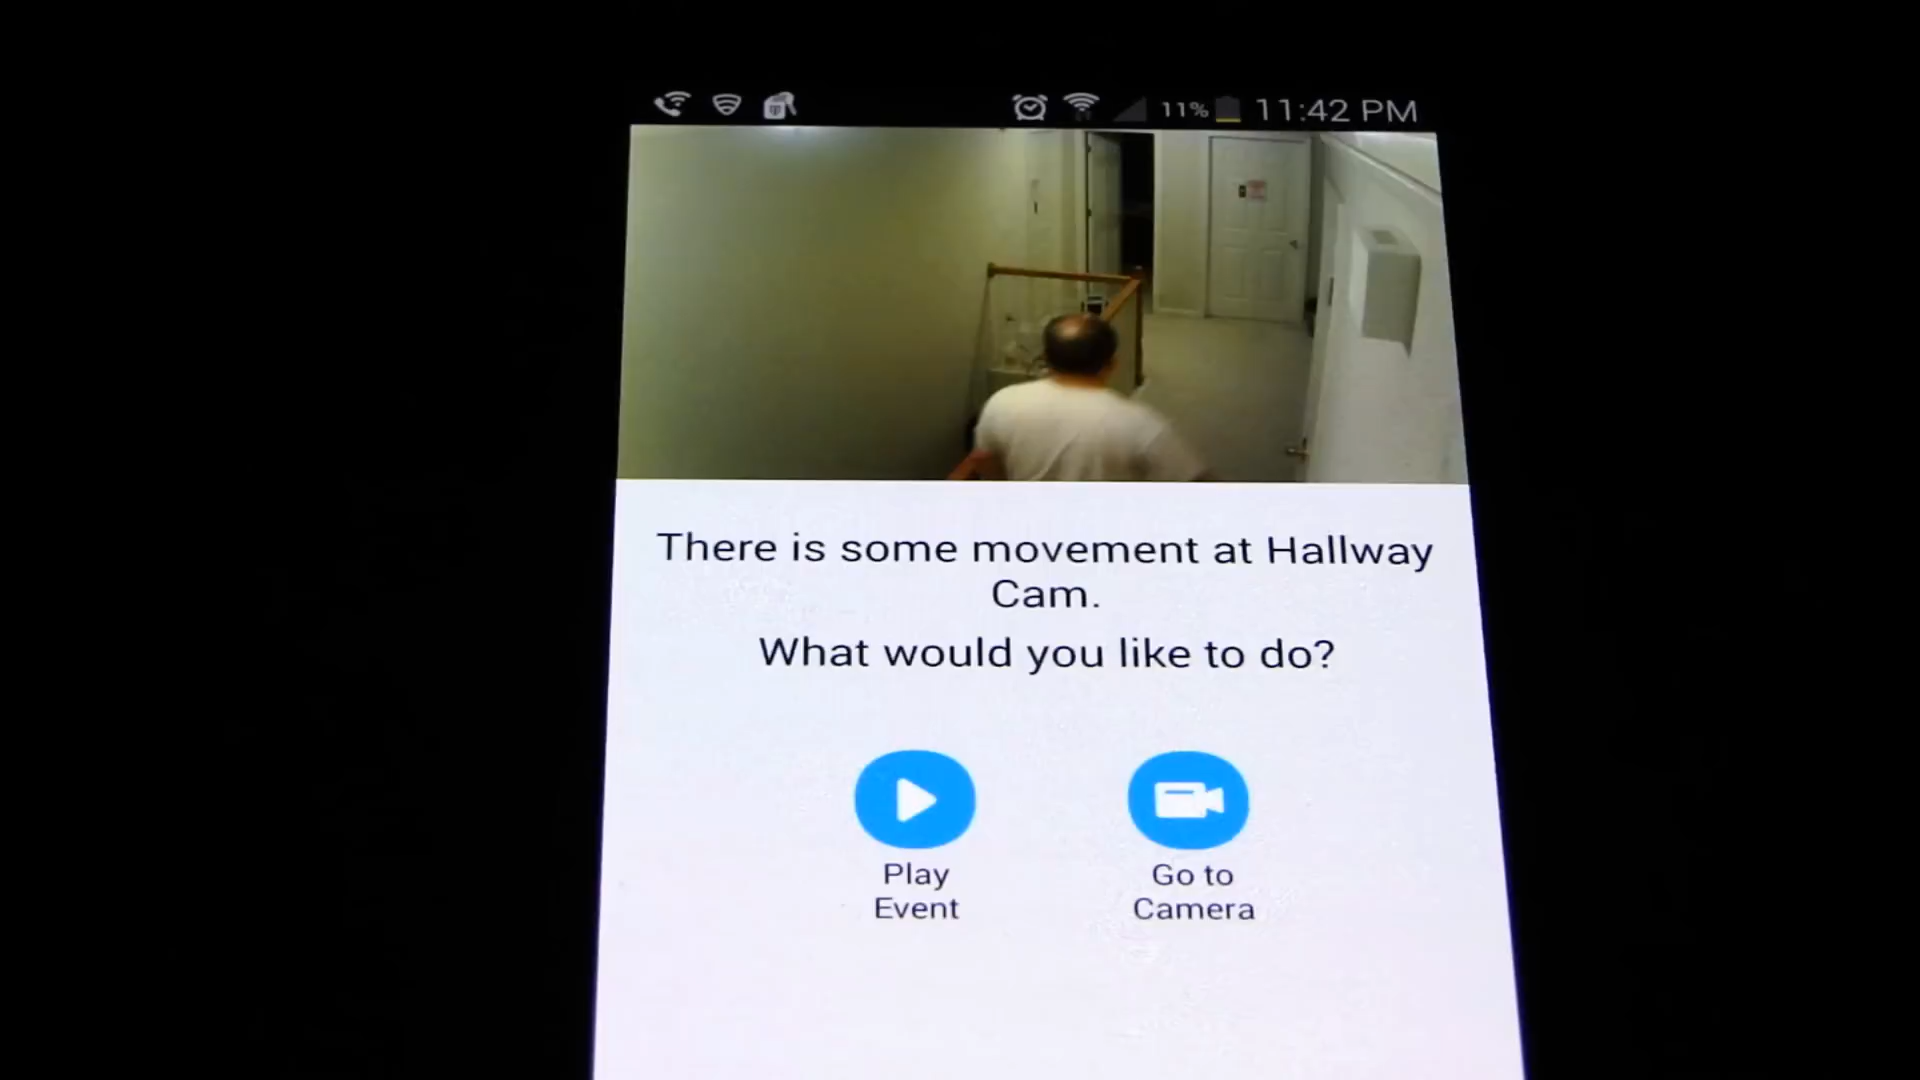 11% 11:42 PM
There is some movement at Hallway
Cam.
What would you like to do?
Play
Event
Go to
Camera